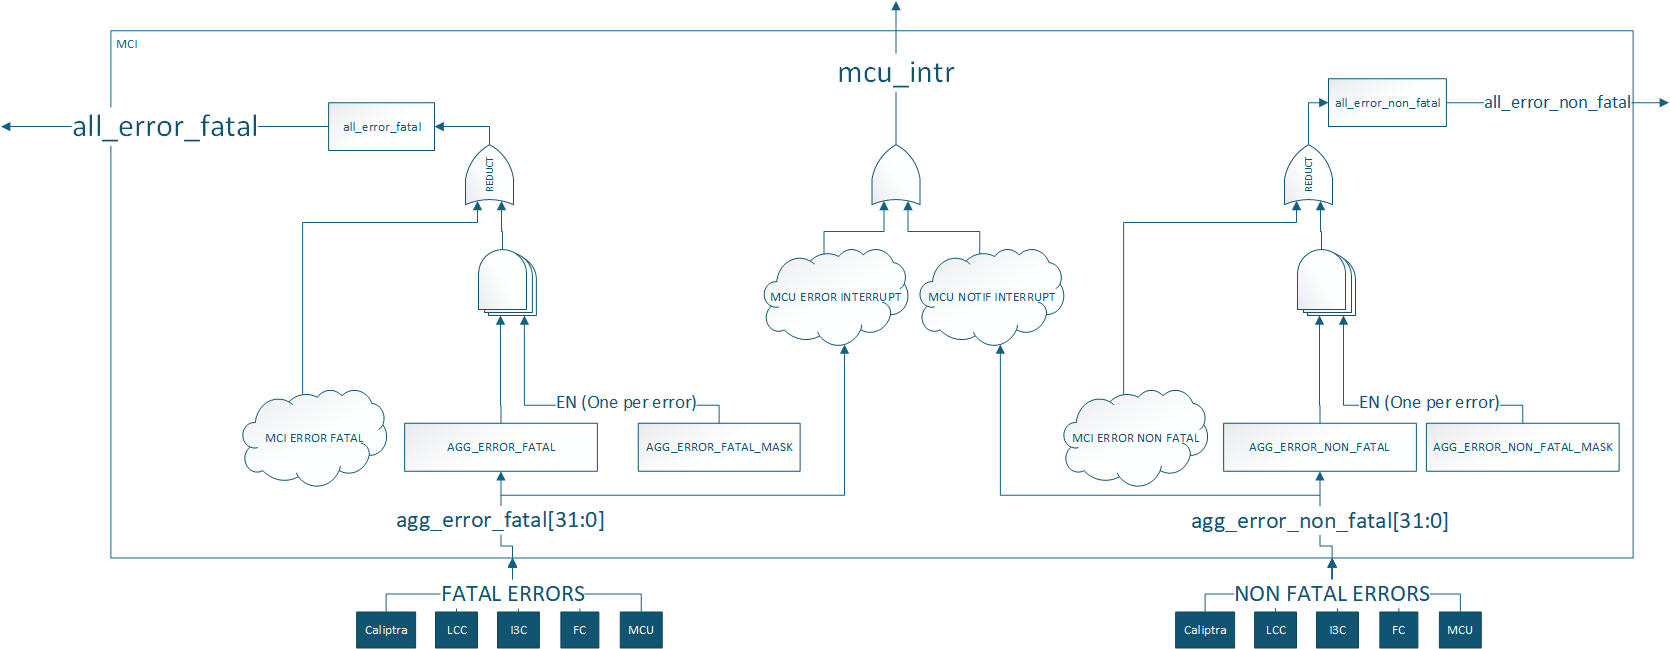 MCI
mcu_intr
all_error_fatal
all_error_fatal
all_error_non_fatal
all_error_non_fatal
REDUCT
REDUCT
MCU ERROR INTERRUPT
MCU NOTIF INTERRUPT
EN (One per error)
EN (One per error)
MCI ERROR FATAL
AGG_ERROR_FATAL
AGG_ERROR_FATAL_MASK
MCI ERROR NON FATAL
AGG_ERROR_NON_FATAL
AGG_ERROR_NON_FATAL_MASK
agg_error_fatal[31:0]
agg_error_non_fatal[31:0]
FATAL ERRORS
NON FATAL ERRORS
Caliptra
LCC
I3C
FC
MCU
Caliptra
LCC
I3C
FC
MCU